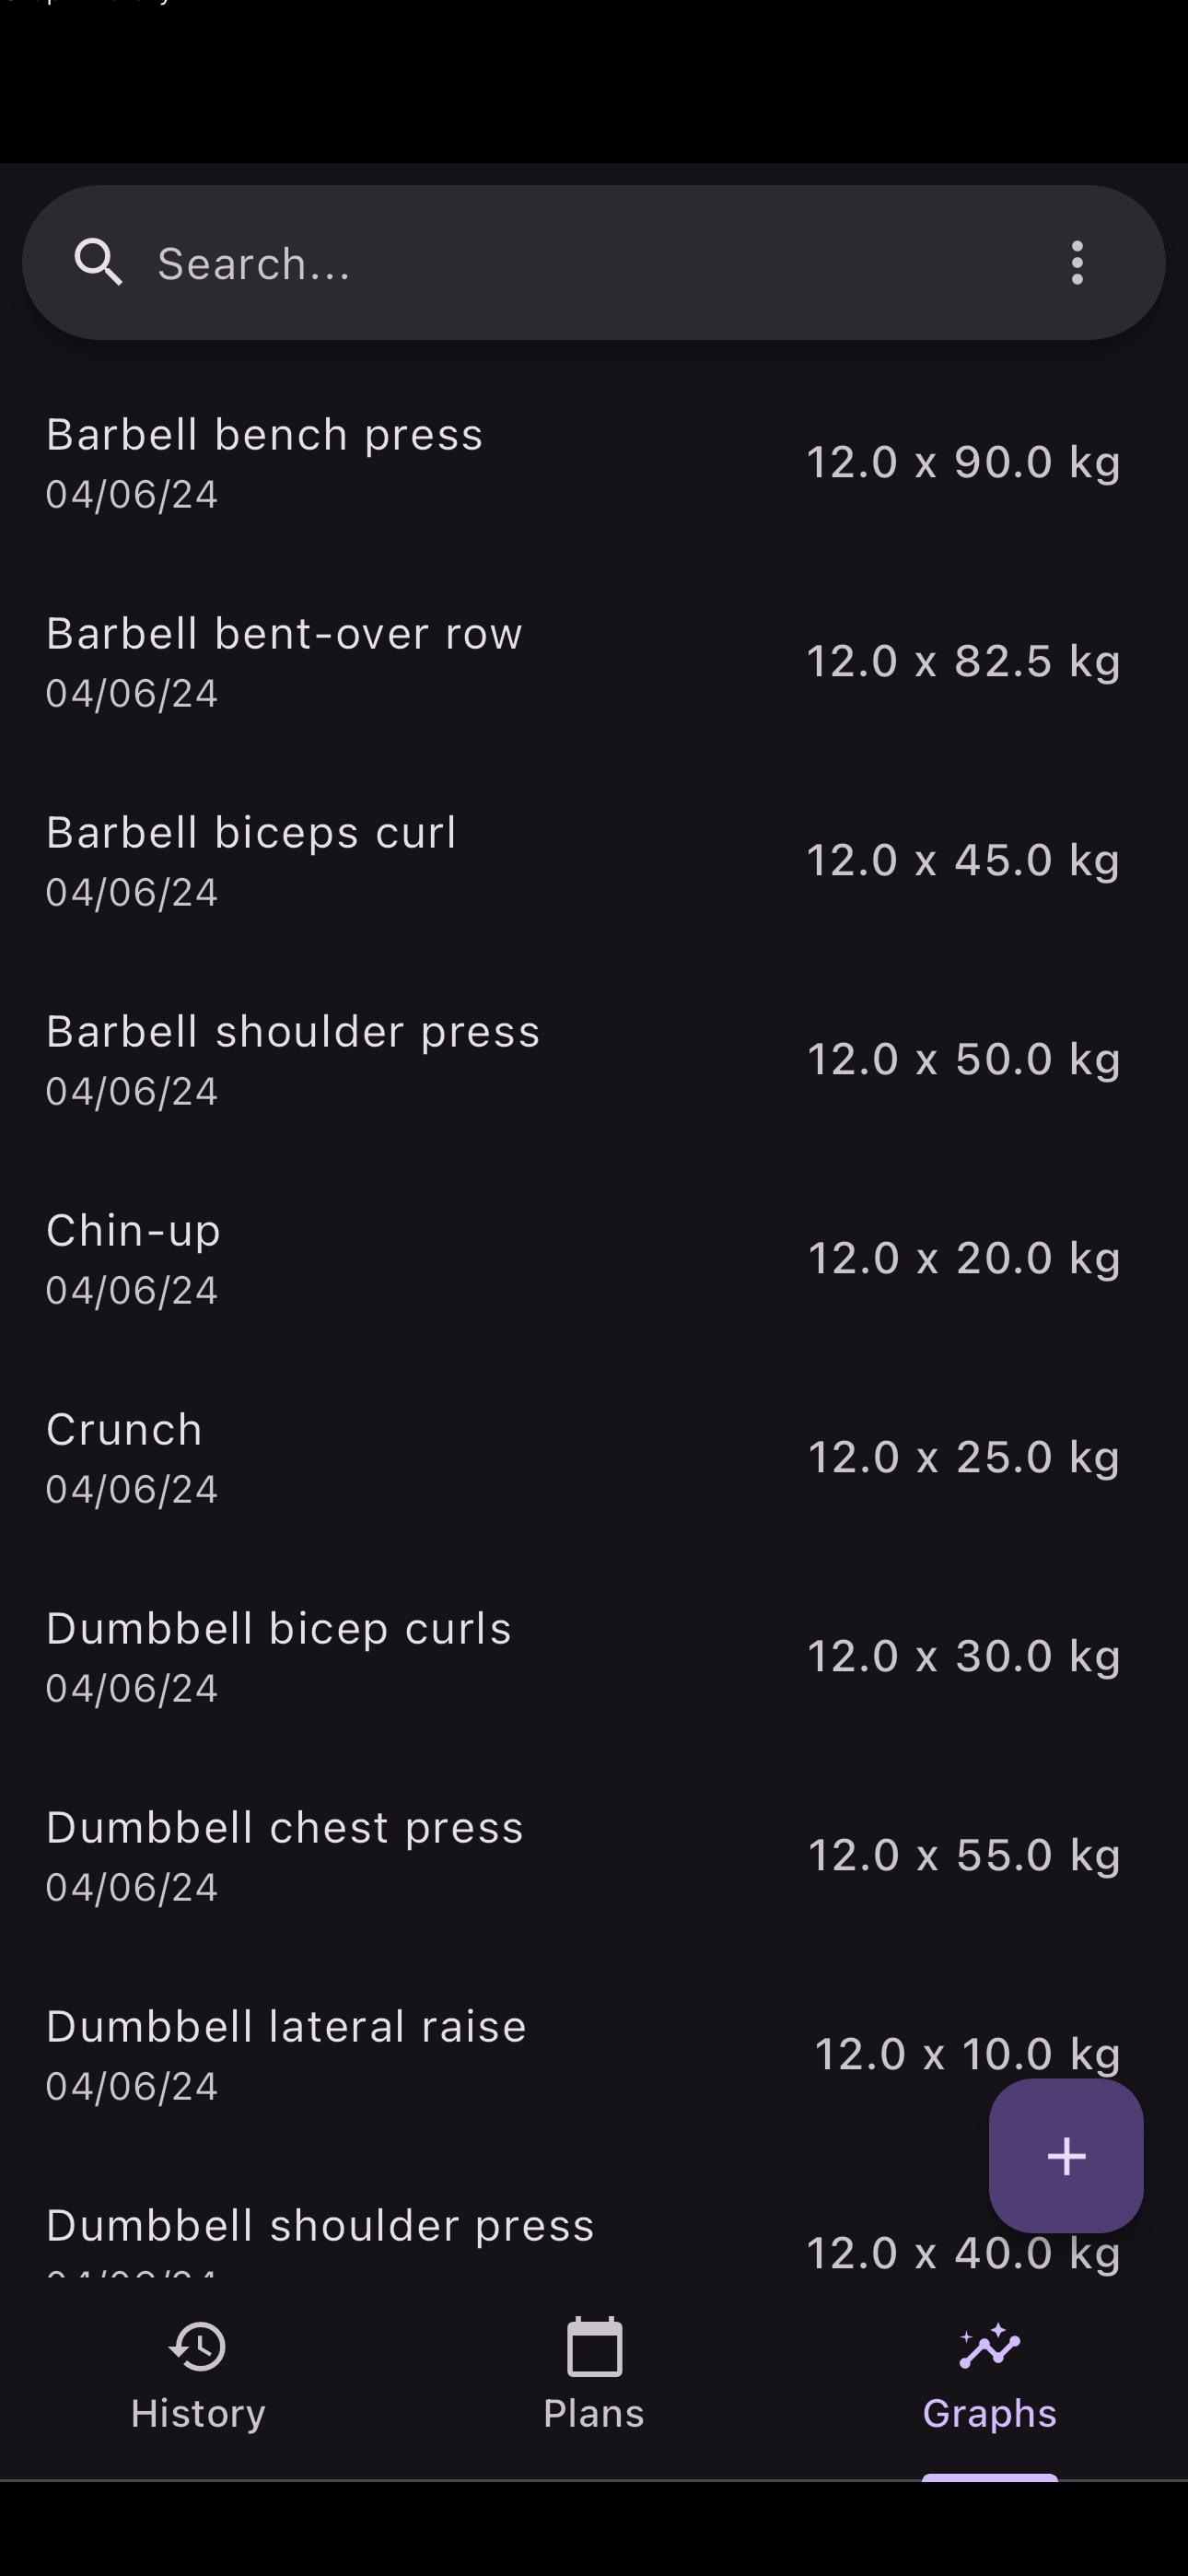 Search...
Barbell bench press
04/06/24
12.0 x 90.0 kg
Barbell bent-over row
04/06/24
12.0 x 82.5 kg
Barbell biceps curl
04/06/24
12.0 x 45.0 kg
Barbell shoulder press
04/06/24
12.0 x 50.0 kg
Chin-up
04/06/24
12.0 x 20.0 kg
Crunch
04/06/24
12.0 x 25.0 kg
Dumbbell bicep curls
04/06/24
12.0 x 30.0 kg
Dumbbell chest press
04/06/24
12.0 x 55.0 kg
Dumbbell lateral raise
04/06/24
12.0 x 10.0 kg
Dumbbell shoulder press
12.0 x 40.0 kg
History
Plans
Graphs